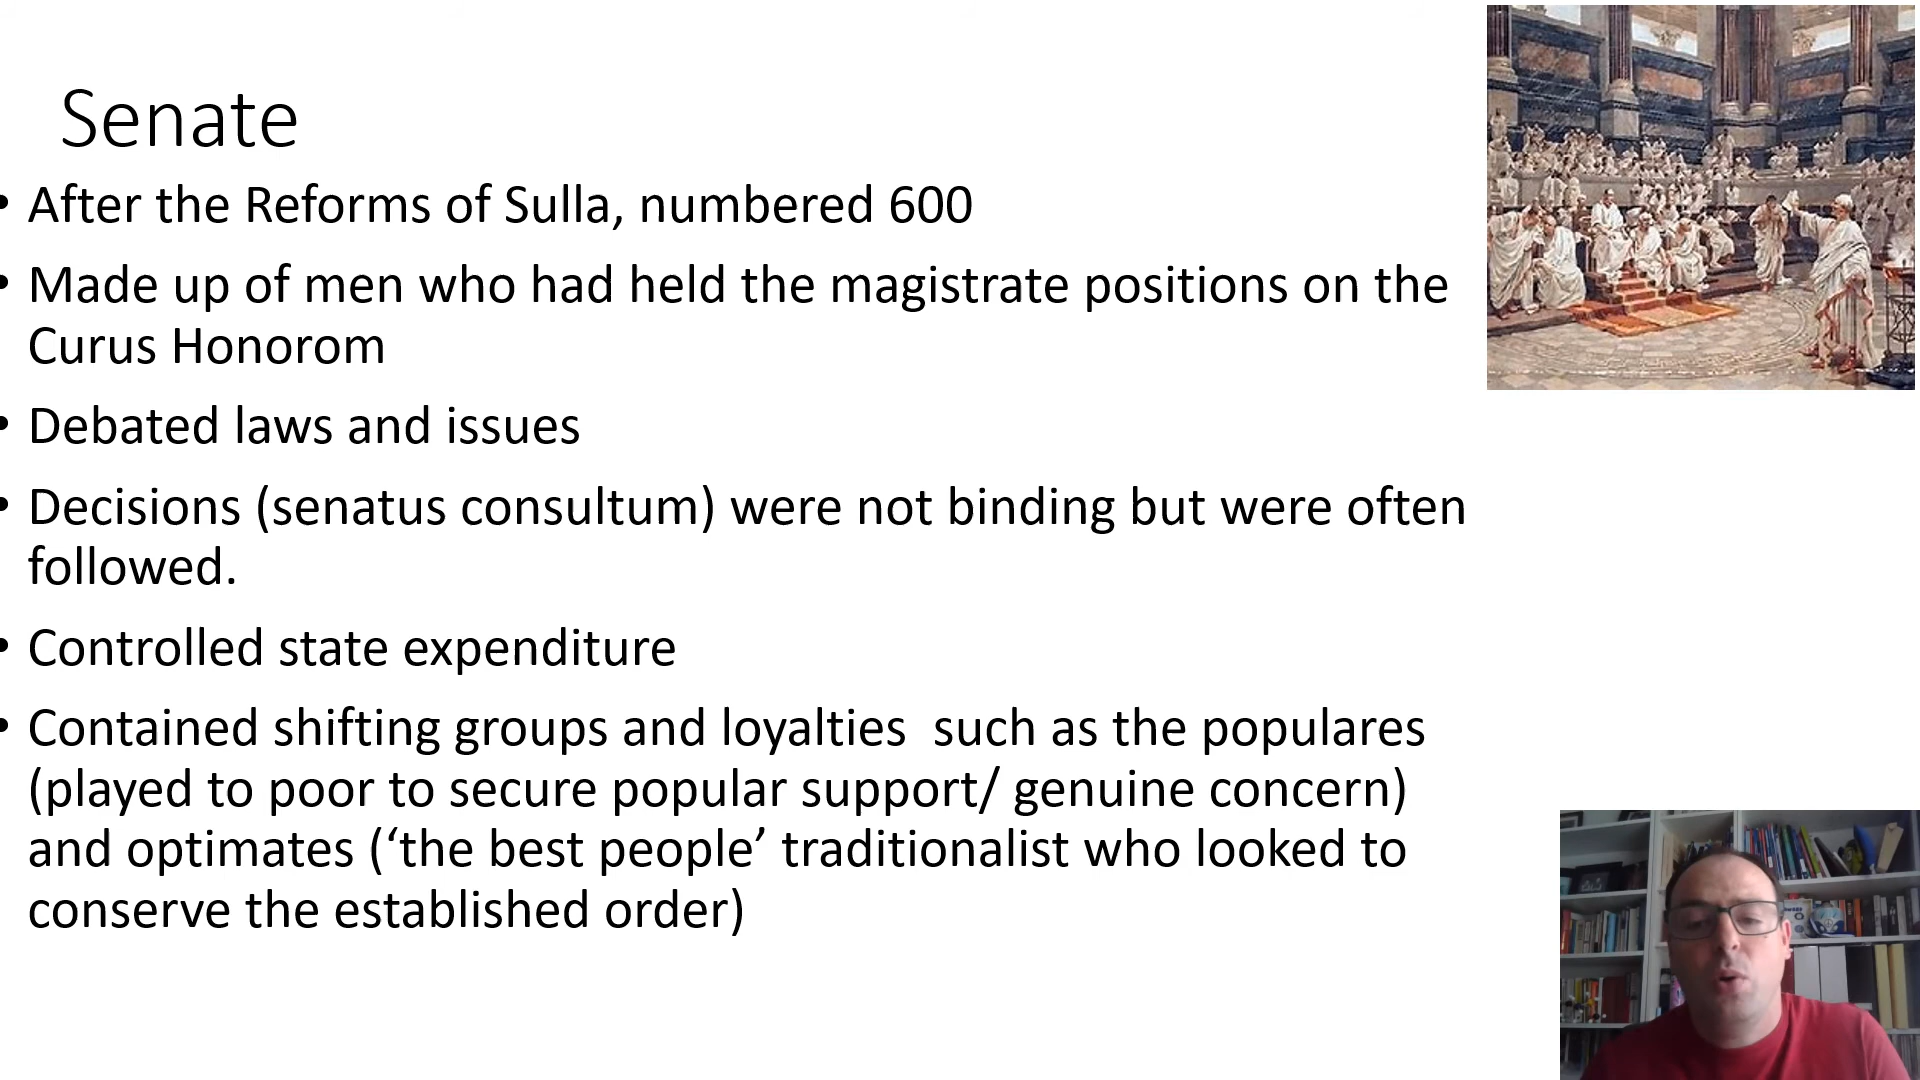 Senate
• After the Reforms of Sulla, numbered 600
• Made up of men who had held the magistrate positions on the
Curus Honorom
• Debated laws and issues
• Decisions (senatus consultum) were not binding but were often
followed.
• Controlled state expenditure
• Contained shifting groups and loyalties  such as the populares
(played to poor to secure popular support/ genuine concern)
and optimates (‘the best people’ traditionalist who looked to
conserve the established order)